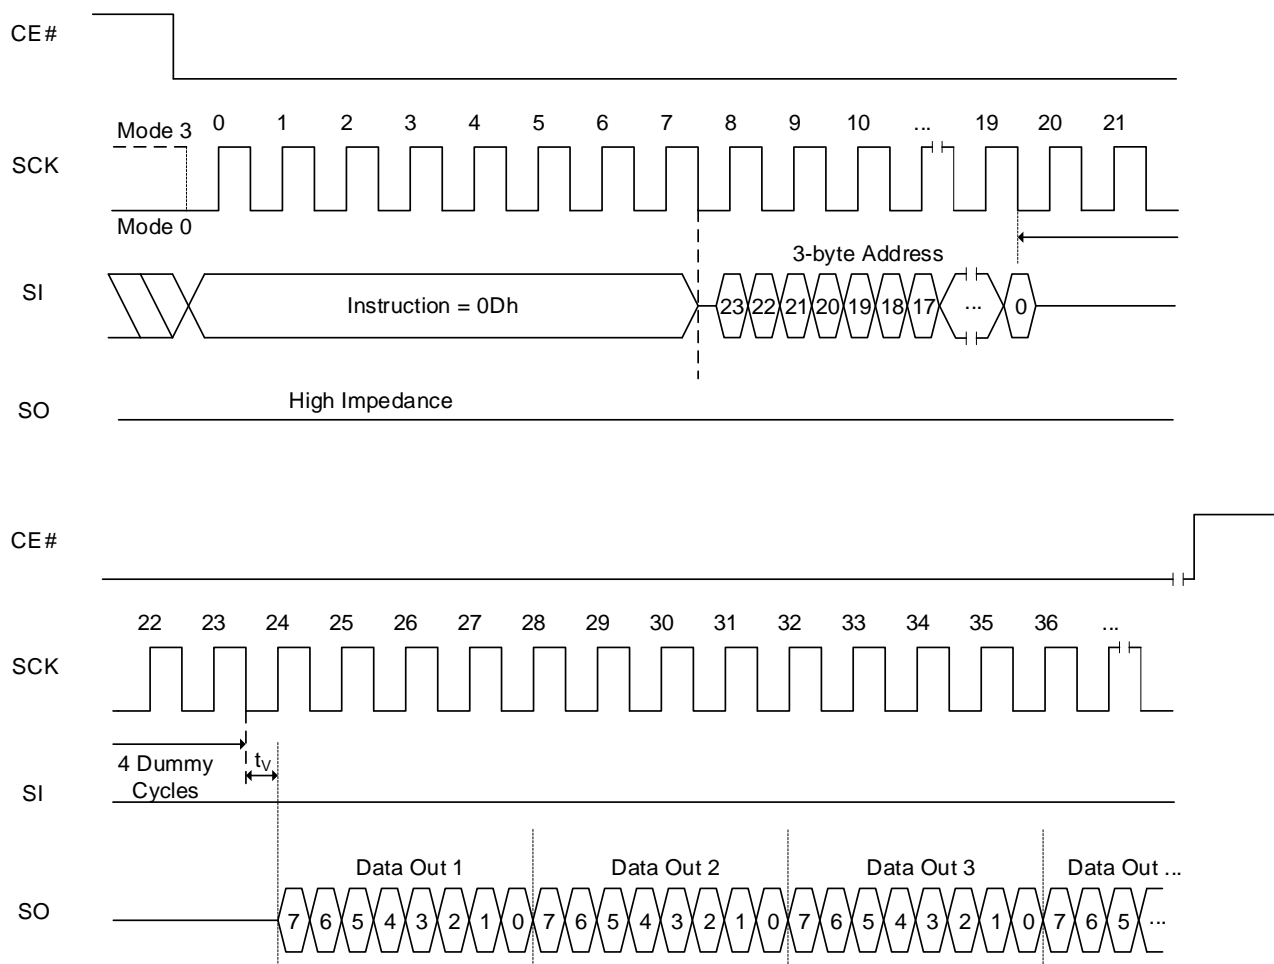 CE#
Mode 3 0 1 2 3 4 5 6 7 8 9 10 ... 19 20 21
SCK
Mode 0
3-byte Address
SI
Instruction = 0Dh 23 22 21 20 19 18 17 ... 0
High Impedance
SO
CE#
22 23 24 25 26 27 28 29 30 31 32 33 34 35 36 ...
SCK
4 Dummy tV
Cycles
SI
Data Out 1 Data Out 2 Data Out 3 Data Out ...
SO 7 6 5 4 3 2 1 0 7 6 5 4 3 2 1 0 7 6 5 4 3 2 1 0 7 6 5 ...